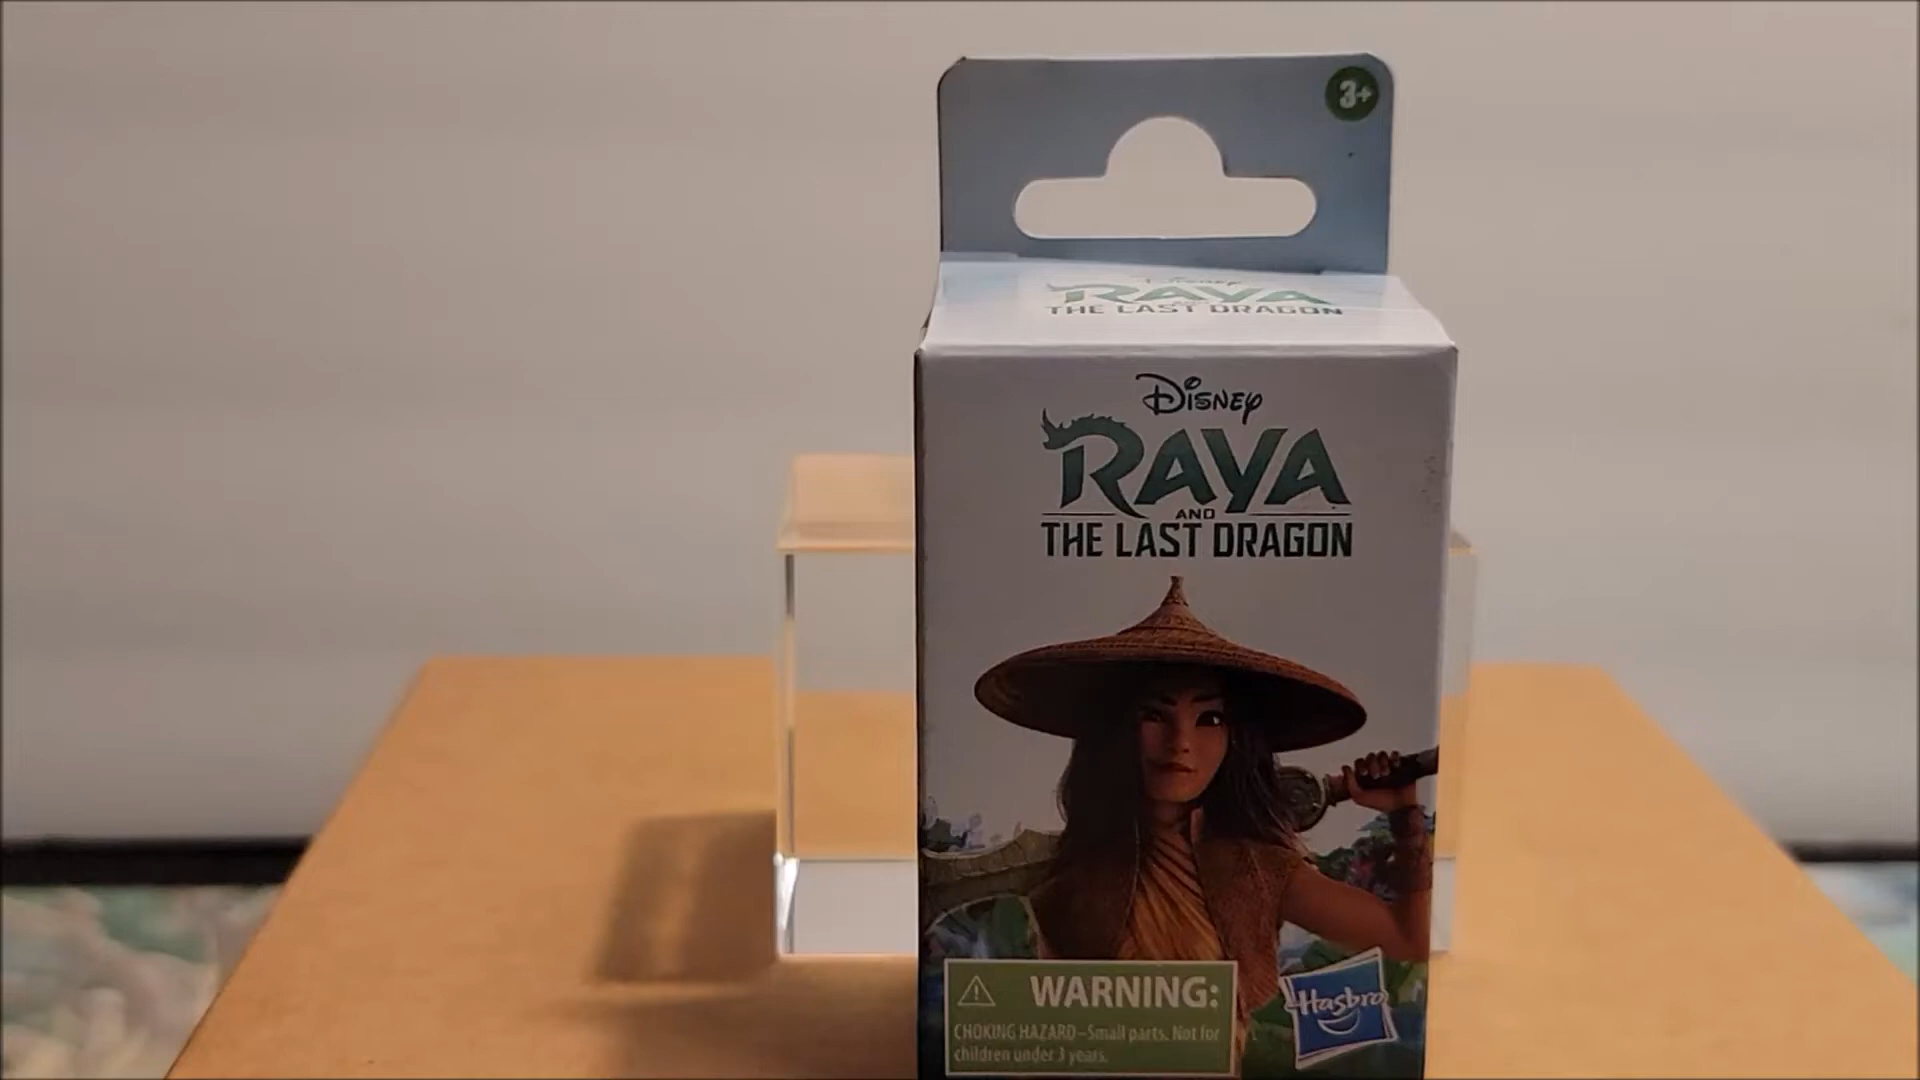 3+
Disney
RAYA
THE LAST DRAGON
Disney
RAYA
AND
THE LAST DRAGON
WARNING:
CHOKING HAZARD–Small parts. Not for
children under 3 years.
Hasbro